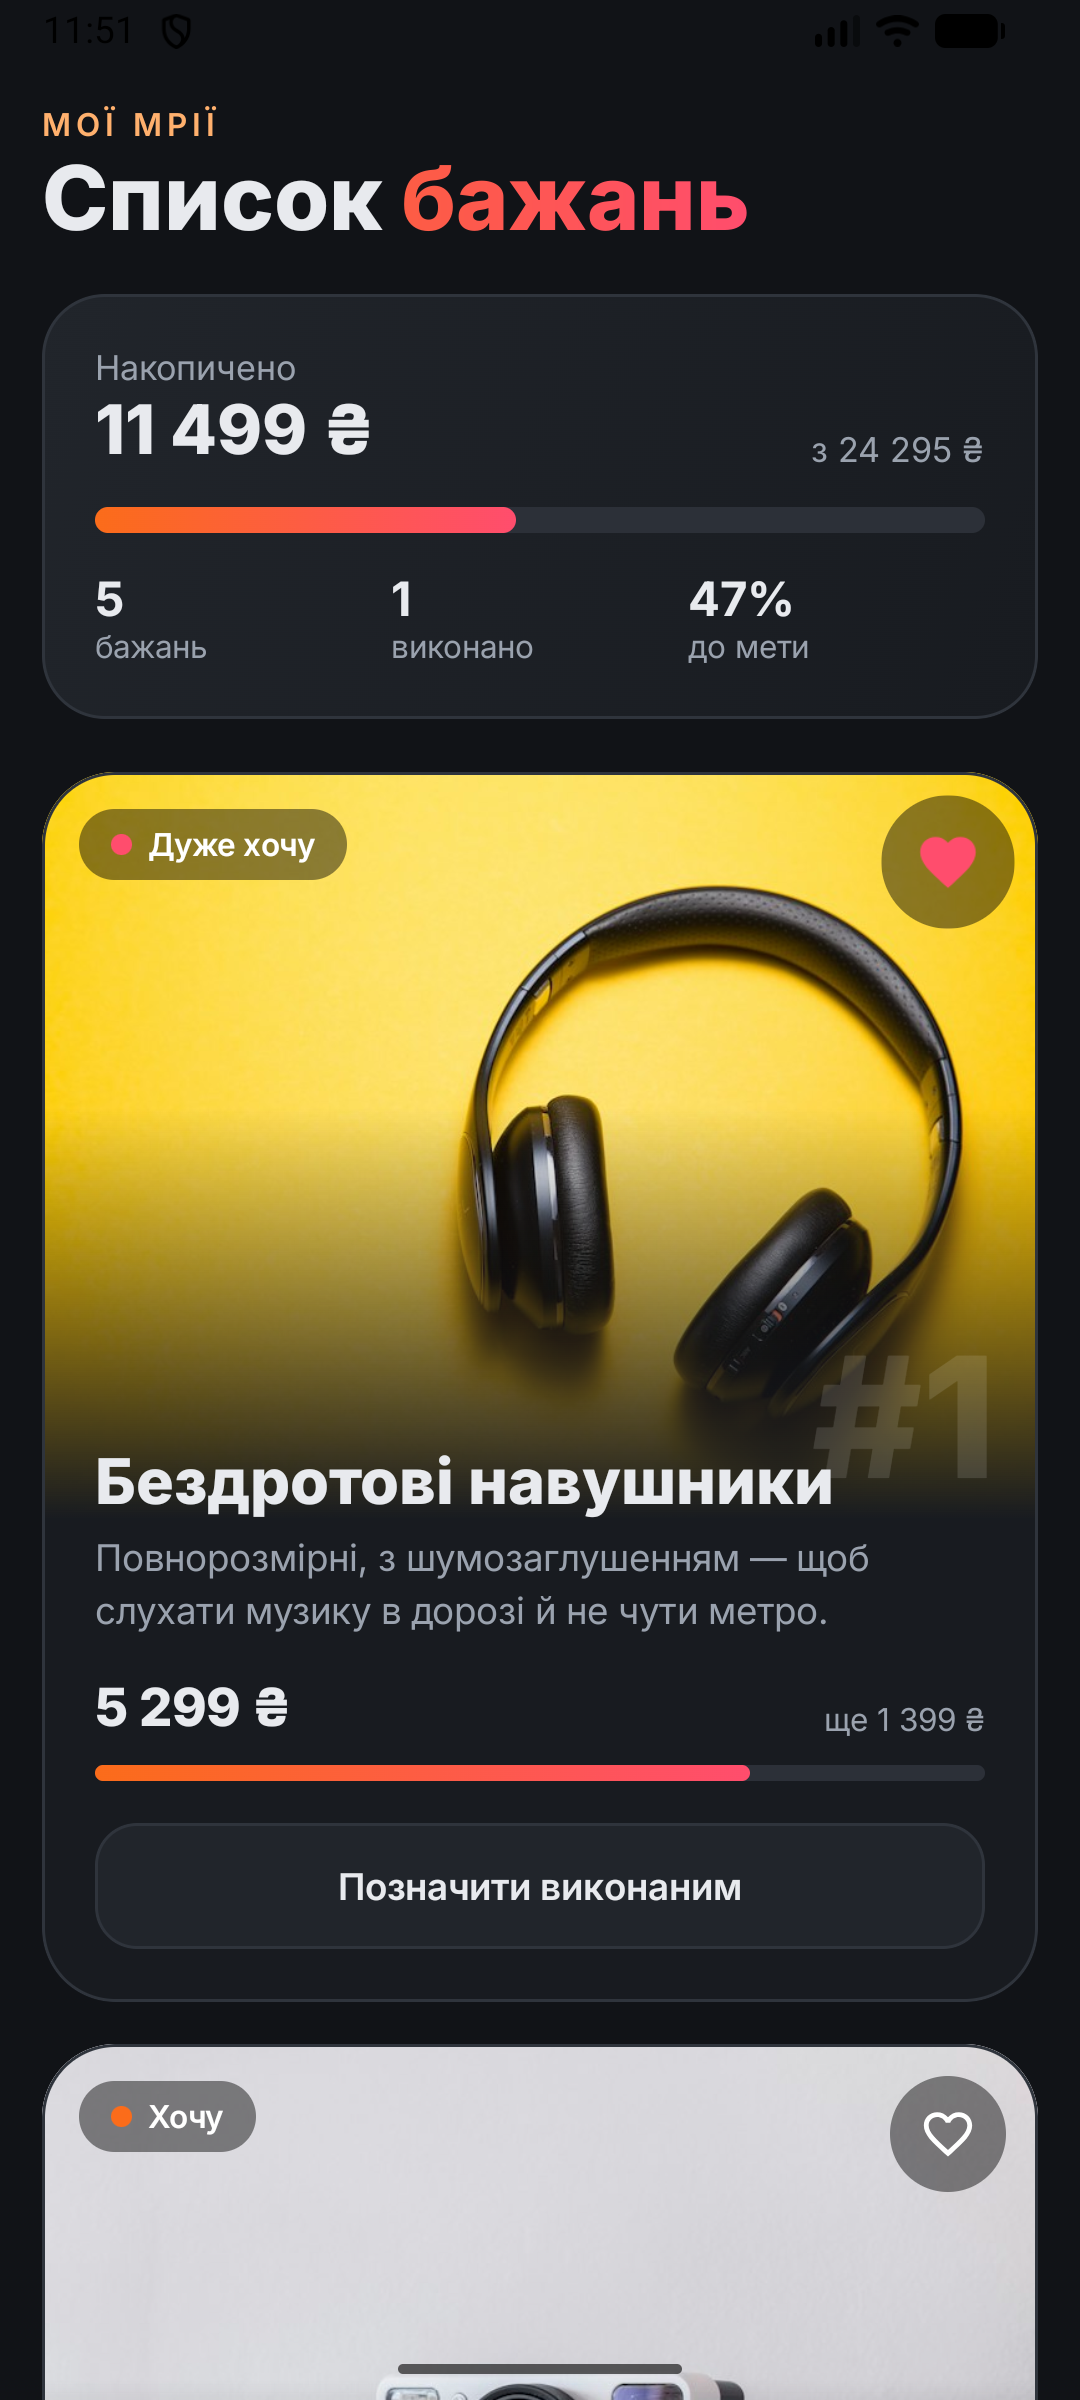 11:51
МОЇ МРІЇ
Список бажань
Накопичено
11 499 ₴
з 24 295 ₴
5
бажань
1
виконано
47%
до мети
Дуже хочу
#1
Бездротові навушники
Повнорозмірні, з шумозаглушенням — щоб
слухати музику в дорозі й не чути метро.
5 299 ₴
ще 1 399 ₴
Позначити виконаним
Хочу